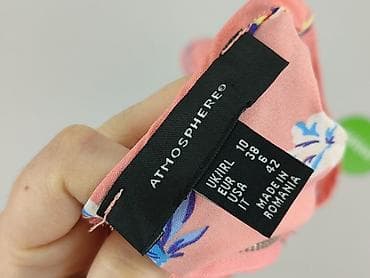 ATMOSPHERE®
UK/IRL 10
EUR 38
USA 6
IT 42
MADE IN
ROMANIA